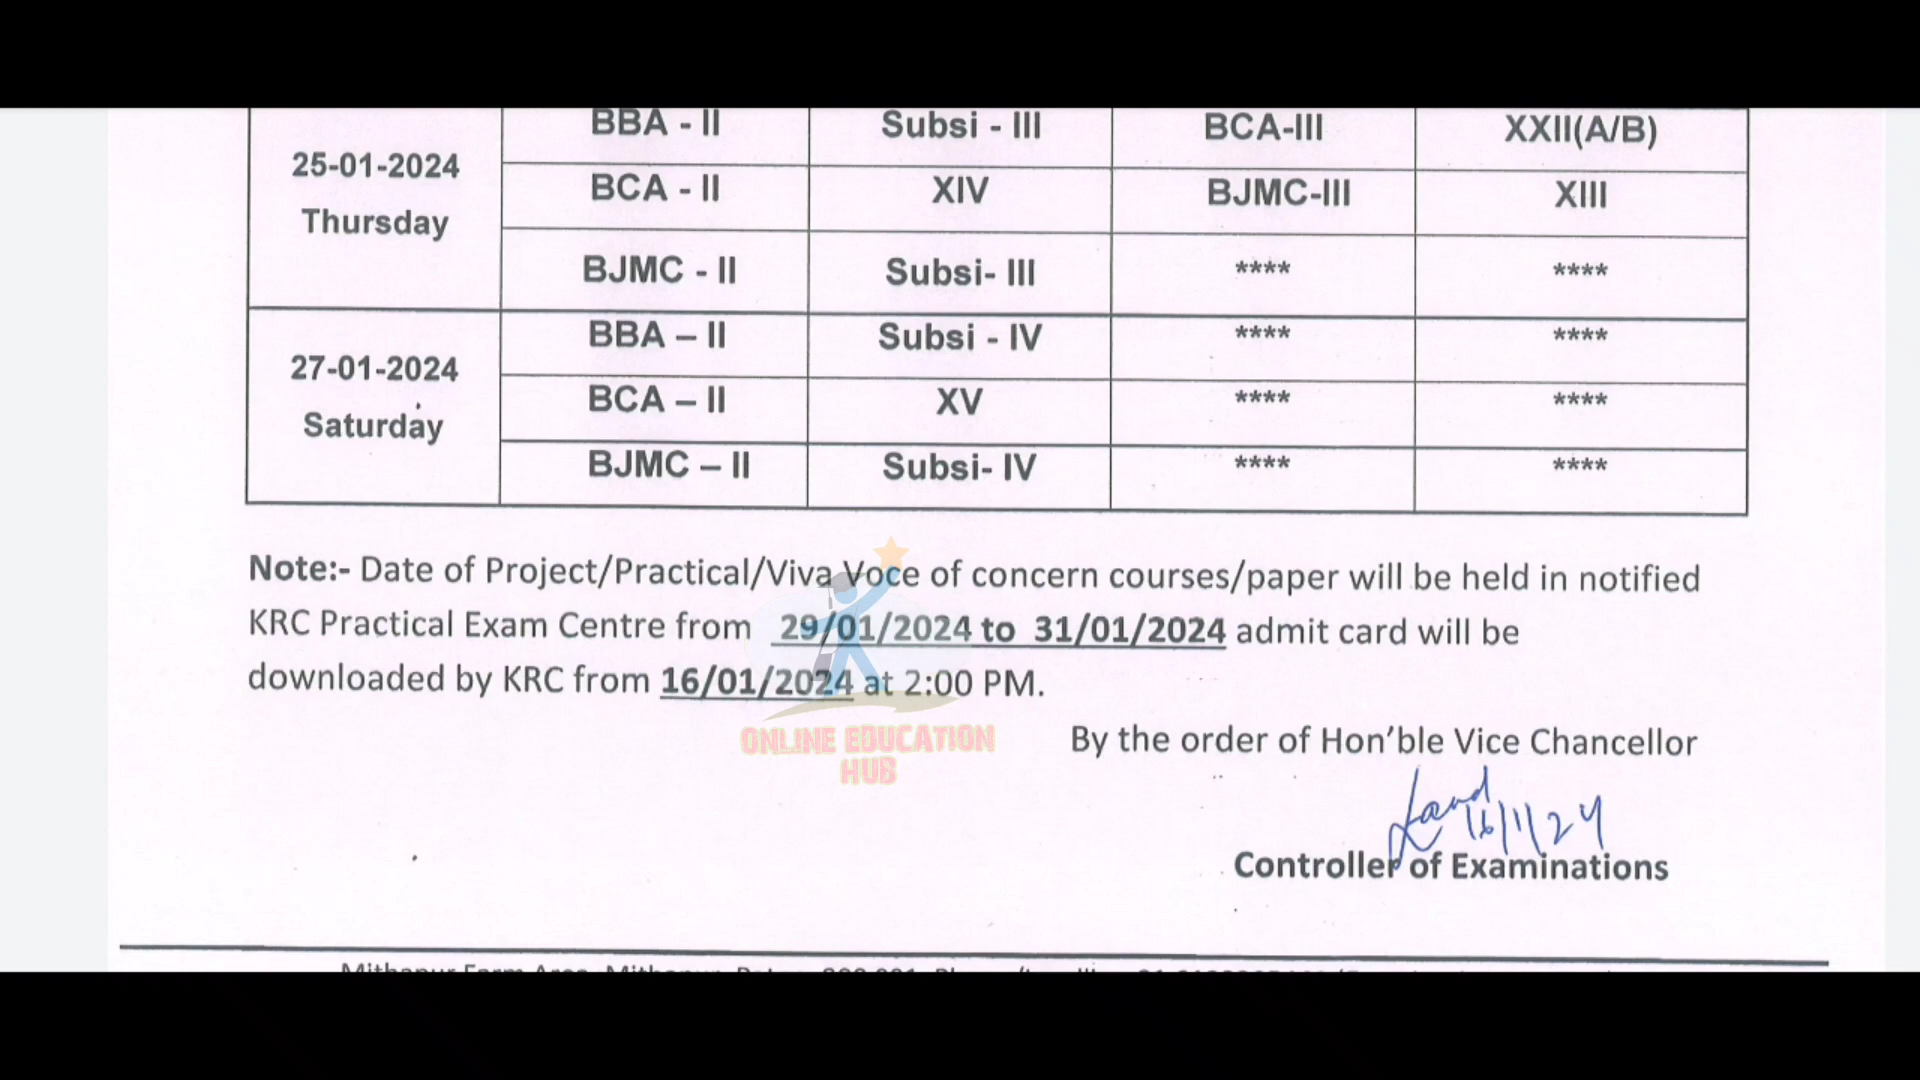 BBA - II Subsi - III BCA-III XXII(A/B)
25-01-2024
Thursday
BCA - II XIV BJMC-III XIII
BJMC - II Subsi- III **** ****
BBA – II Subsi - IV **** ****
27-01-2024
Saturday
BCA – II XV **** ****
BJMC – II Subsi- IV **** ****
Note:- Date of Project/Practical/Viva Voce of concern courses/paper will be held in notified
KRC Practical Exam Centre from 29/01/2024 to 31/01/2024 admit card will be
downloaded by KRC from 16/01/2024 at 2:00 PM.
ONLINE EDUCATION
HUB
By the order of Hon’ble Vice Chancellor
16/1/24
Controller of Examinations